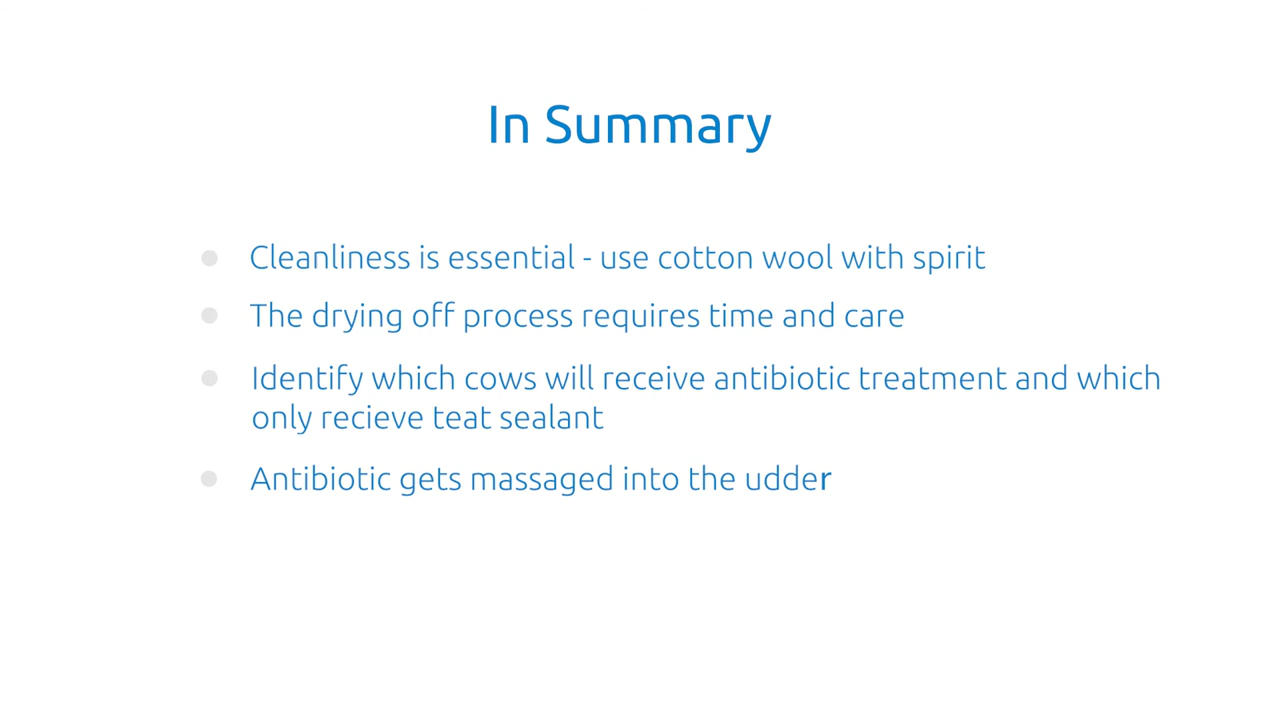 In Summary
Cleanliness is essential - use cotton wool with spirit
The drying off process requires time and care
Identify which cows will receive antibiotic treatment and which
only recieve teat sealant
Antibiotic gets massaged into the udder